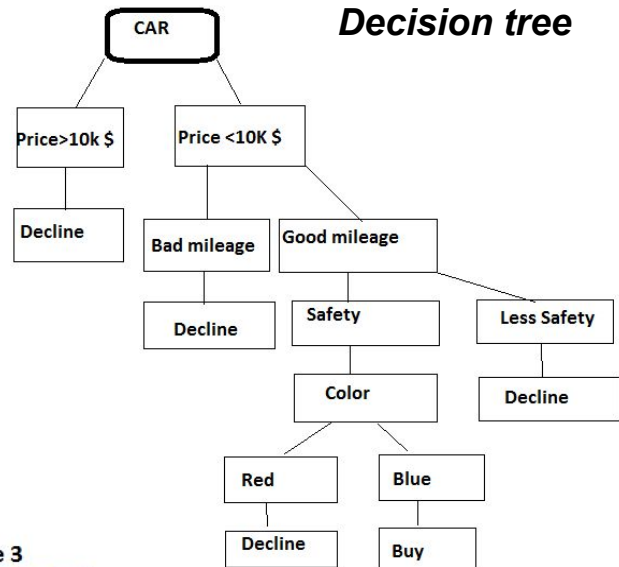 Decision tree
CAR
Price>10k $
Price <10K $
Decline
Bad mileage
Good mileage
Decline
Safety
Less Safety
Color
Decline
Red
Blue
Decline
Buy
e 3